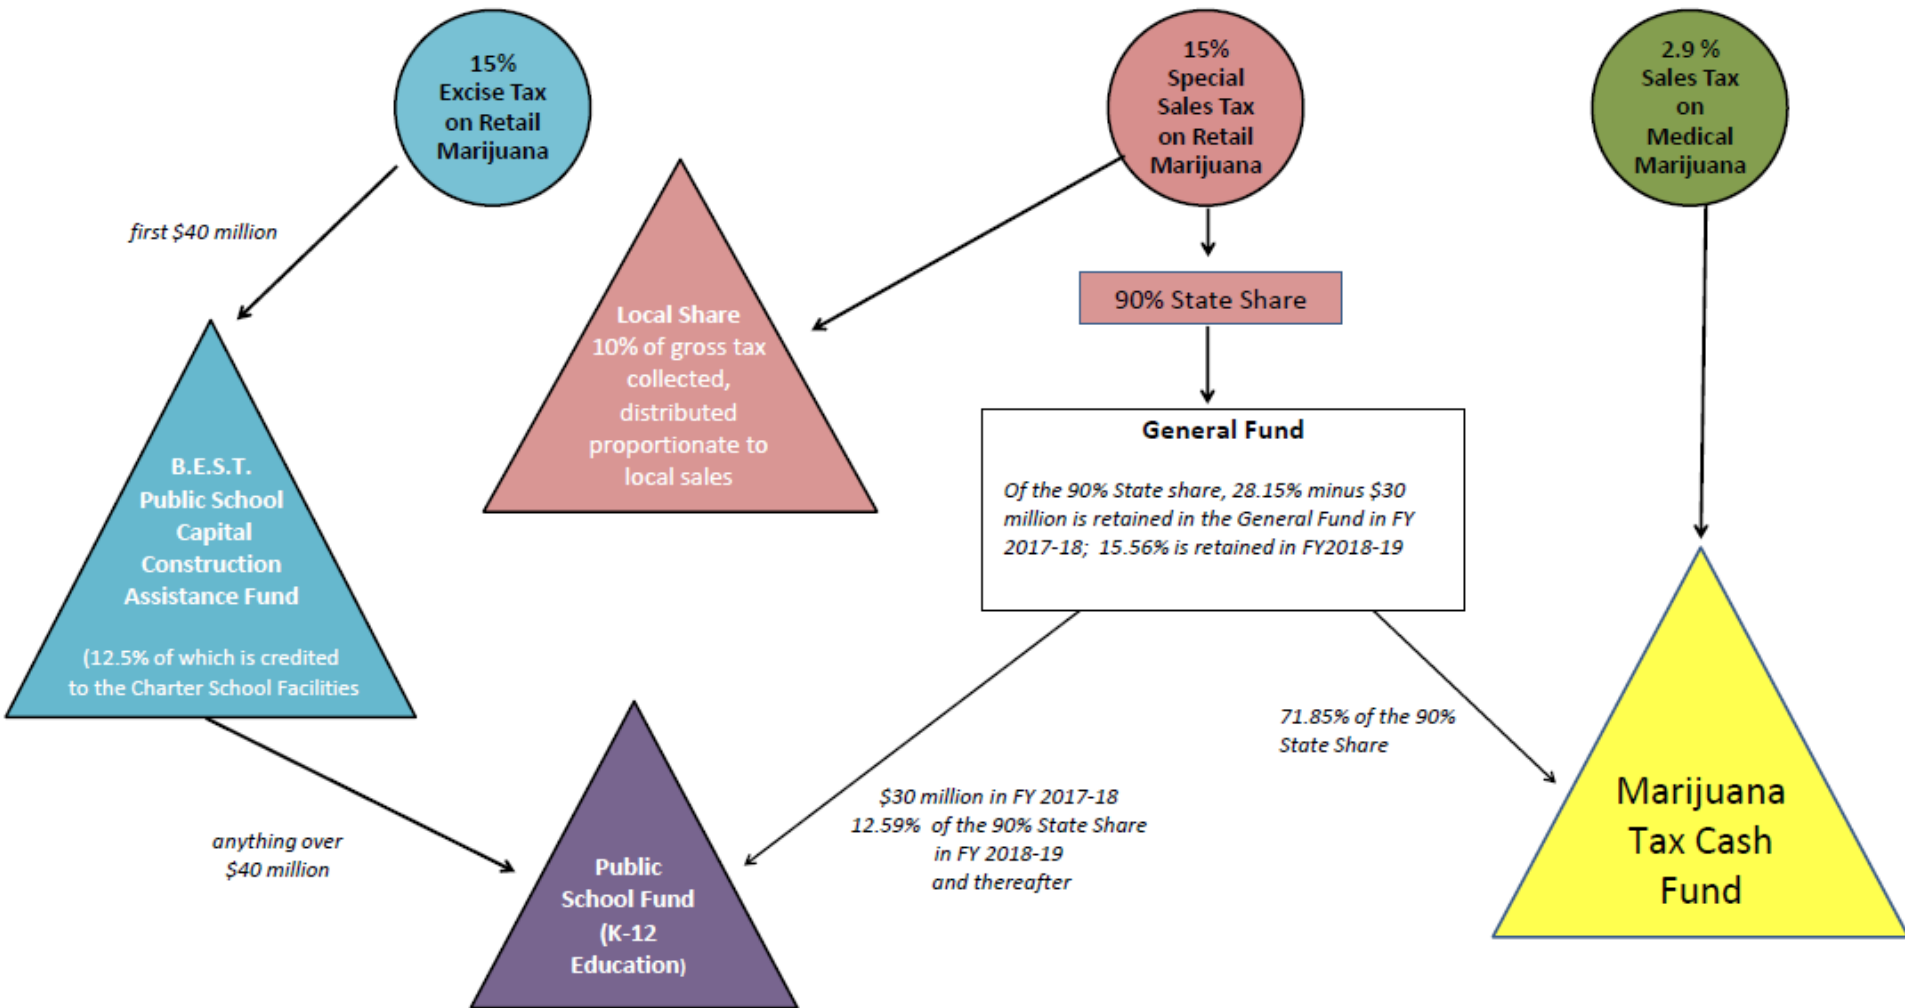 15%
Excise Tax
on Retail
Marijuana
15%
Special
Sales Tax
on Retail
Marijuana
2.9 %
Sales Tax
on
Medical
Marijuana
first $40 million
Local Share
10% of gross tax
collected,
distributed
proportionate to
local sales
90% State Share
General Fund
Of the 90% State share, 28.15% minus $30
million is retained in the General Fund in FY
2017-18;  15.56% is retained in FY2018-19
B.E.S.T.
Public School
Capital
Construction
Assistance Fund
(12.5% of which is credited
to the Charter School Facilities
anything over
$40 million
Public
School Fund
(K-12
Education)
$30 million in FY 2017-18
12.59%  of the 90% State Share
in FY 2018-19
and thereafter
71.85% of the 90%
State Share
Marijuana
Tax Cash
Fund